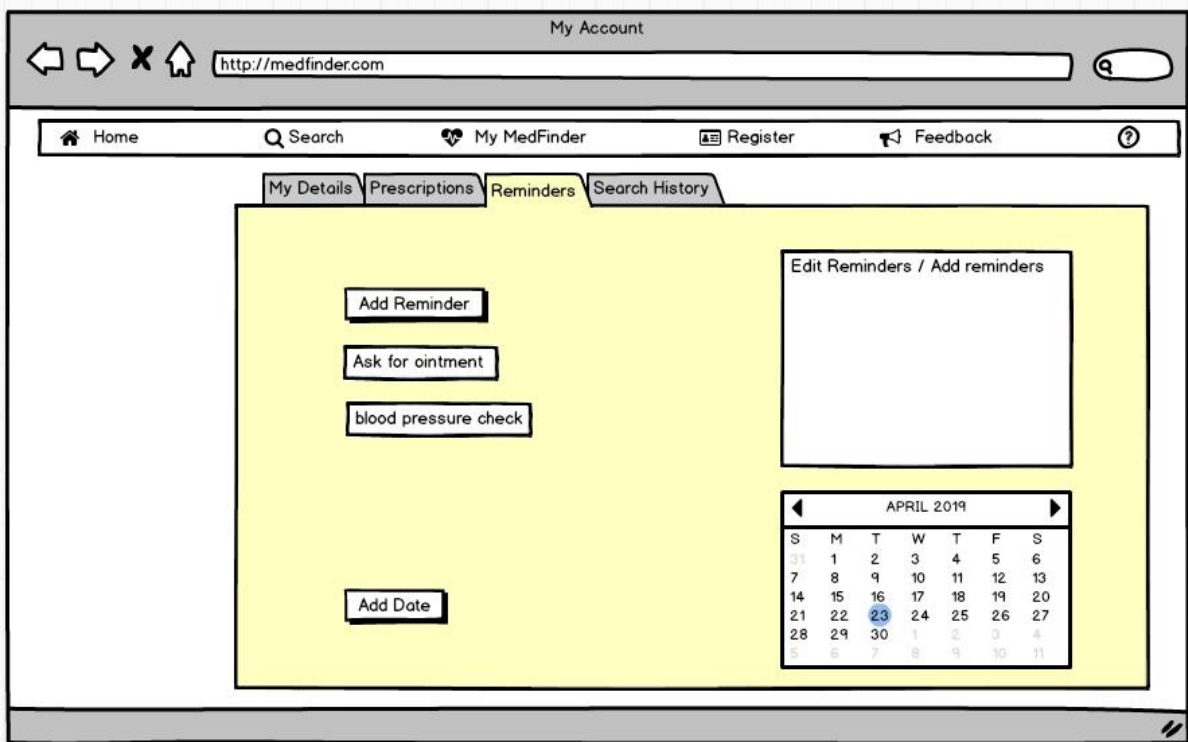 My Account
http://medfinder.com
Home Search My MedFinder Register Feedback ?
My Details Prescriptions Reminders Search History
Edit Reminders / Add reminders
Add Reminder
Ask for ointment
blood pressure check
Add Date
APRIL 2019
S M T W T F S
31 1 2 3 4 5 6
7 8 9 10 11 12 13
14 15 16 17 18 19 20
21 22 23 24 25 26 27
28 29 30 1 2 3 4
5 6 7 8 9 10 11